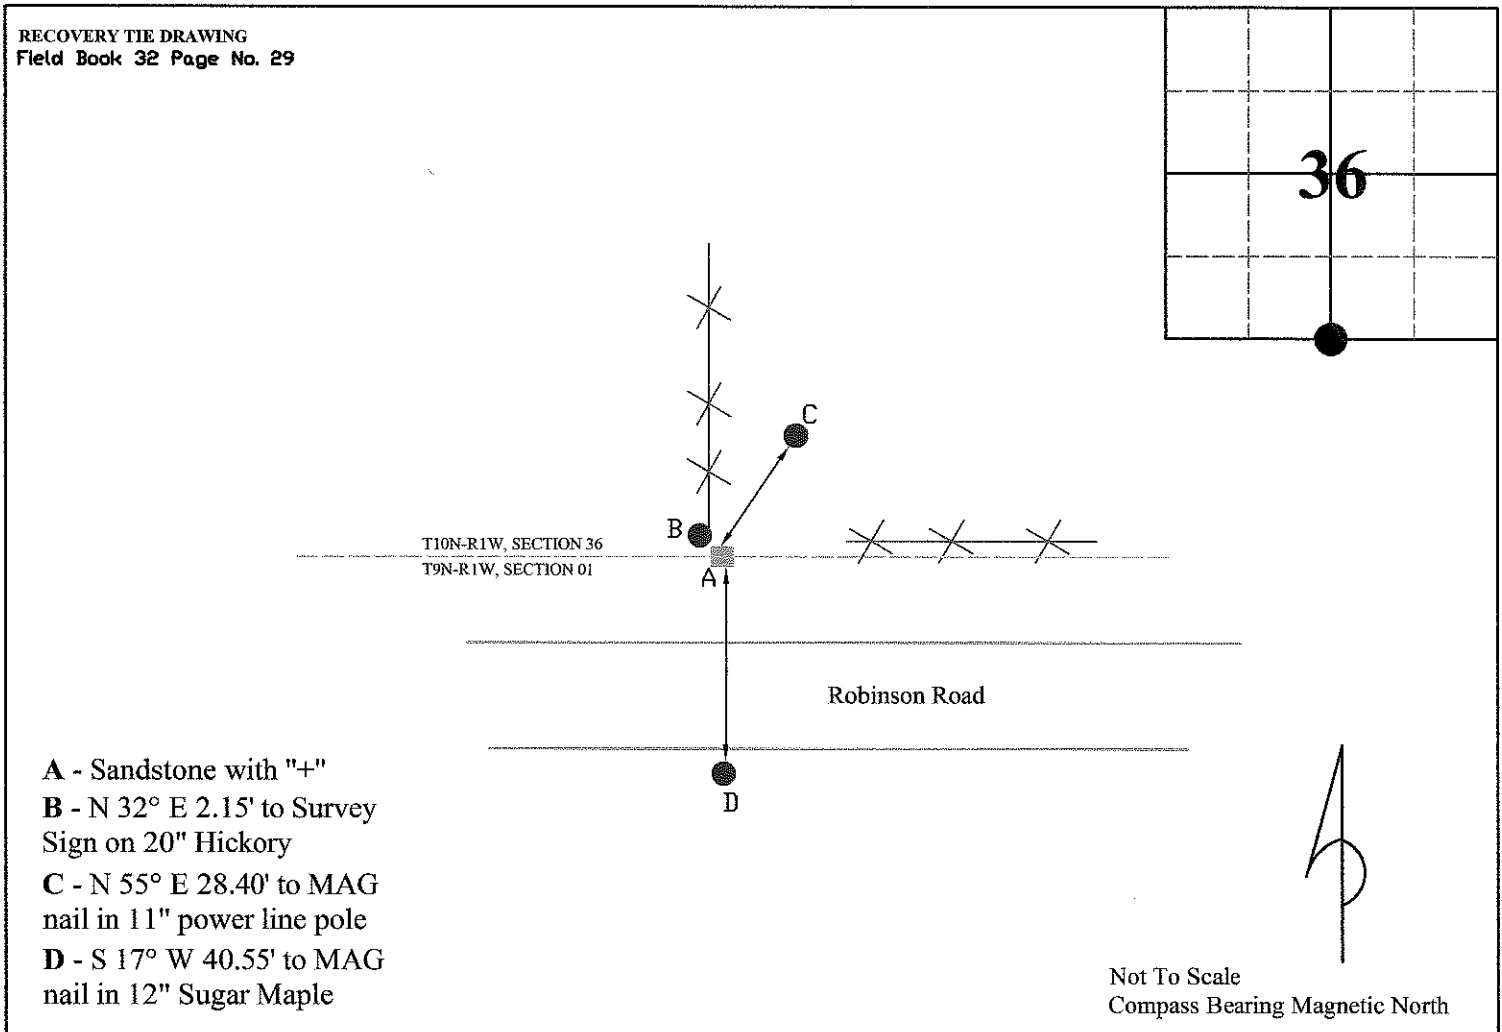 RECOVERY TIE DRAWING
Field Book 32 Page No. 29
36
C
B
T10N-R1W, SECTION 36
T9N-R1W, SECTION 01
A
Robinson Road
D
A - Sandstone with "+"
B - N 32° E 2.15' to Survey
Sign on 20" Hickory
C - N 55° E 28.40' to MAG
nail in 11" power line pole
D - S 17° W 40.55' to MAG
nail in 12" Sugar Maple
Not To Scale
Compass Bearing Magnetic North